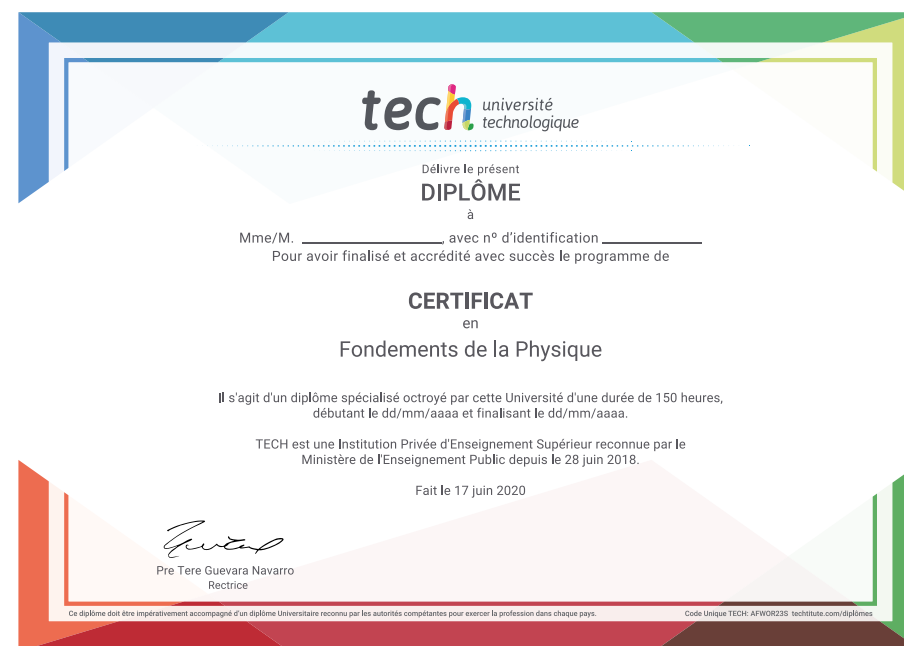 tech université
technologique
Délivre le présent
DIPLÔME
à
Mme/M. ____________________, avec nº d'identification ______________
Pour avoir finalisé et accrédité avec succès le programme de
CERTIFICAT
en
Fondements de la Physique
Il s'agit d'un diplôme spécialisé octroyé par cette Université d'une durée de 150 heures,
débutant le dd/mm/aaaa et finalisant le dd/mm/aaaa.
TECH est une Institution Privée d'Enseignement Supérieur reconnue par le
Ministère de l'Enseignement Public depuis le 28 juin 2018.
Fait le 17 juin 2020
Pre Tere Guevara Navarro
Rectrice
Ce diplôme doit être impérativement accompagné d'un diplôme Universitaire reconnu par les autorités compétantes pour exercer la profession dans chaque pays. Code Unique TECH: AFWOR23S techtitute.com/diplômes